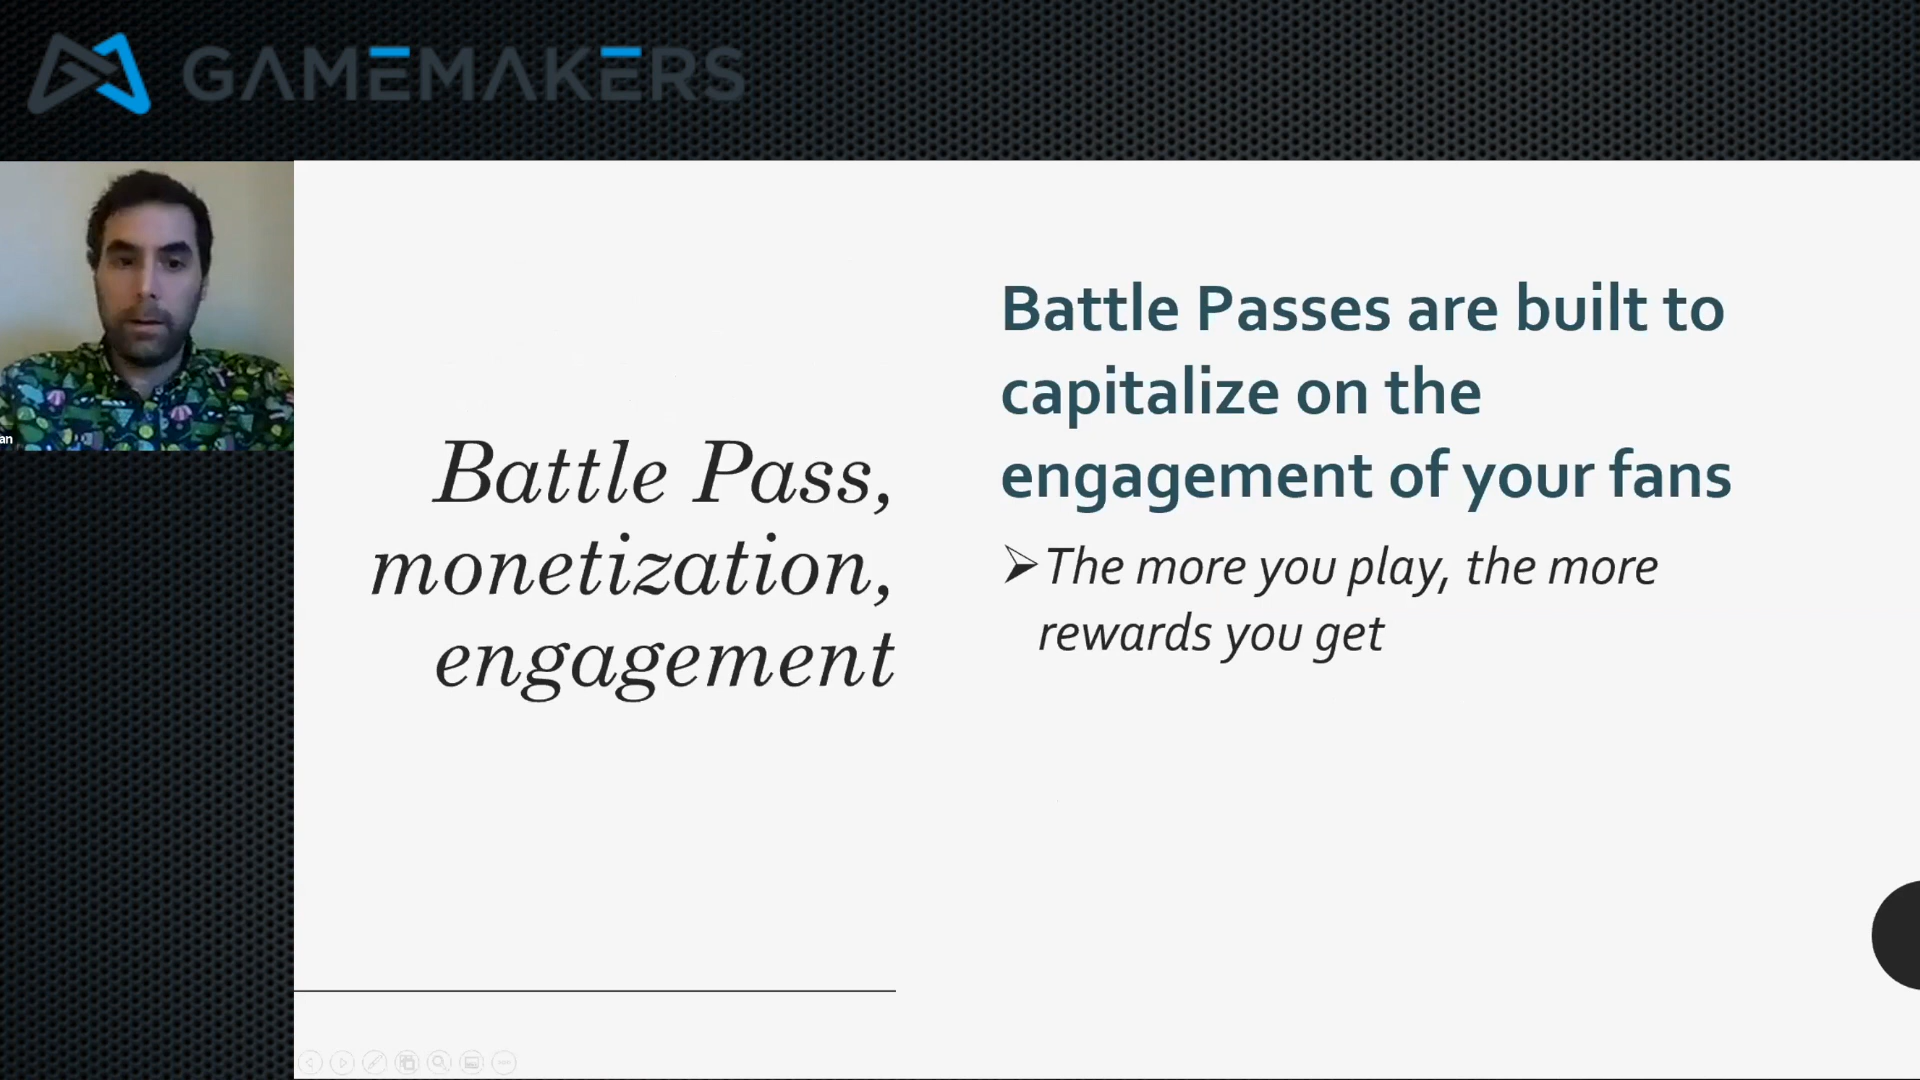 GAMEMAKERS
an
Battle Pass,
monetization,
engagement
Battle Passes are built to
capitalize on the
engagement of your fans
The more you play, the more
rewards you get